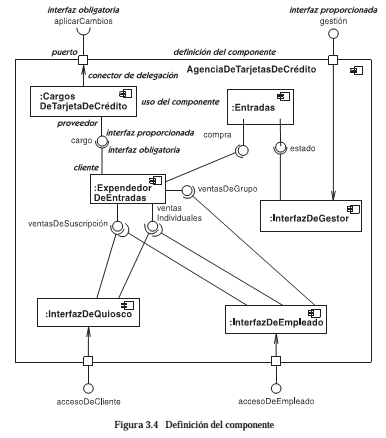 interfaz obligatoria
aplicarCambios
interfaz proporcionada
gestión
puerto
definición del componente
AgenciaDeTarjetasDeCrédito
conector de delegación
:Cargos
DeTarjetaDeCrédito
uso del componente
:Entradas
proveedor
interfaz proporcionada
cargo
interfaz obligatoria
compra
estado
cliente
:Expendedor
DeEntradas
ventasDeGrupo
ventasDeSuscripción
ventas
Individuales
:InterfazDeGestor
:InterfazDeQuiosco
:InterfazDeEmpleado
accesoDeCliente
accesoDeEmpleado
Figura 3.4 Definición del componente